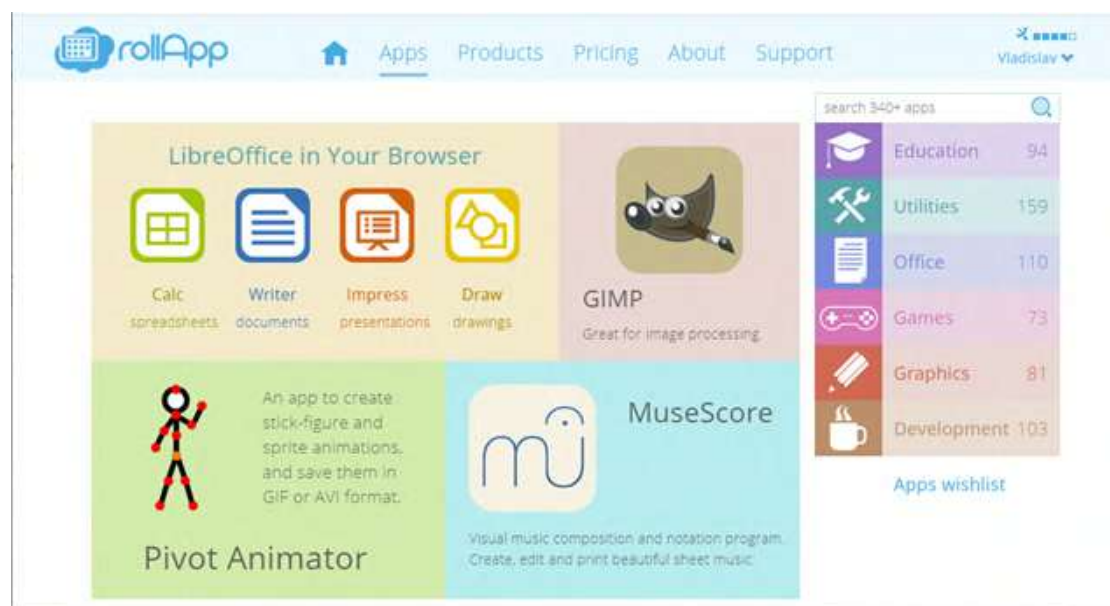 rollApp
Apps Products Pricing About Support
Vladislav
search 340+ apps
LibreOffice in Your Browser
Calc
spreadsheets
Writer
documents
Impress
presentations
Draw
drawings
GIMP
Great for image processing.
An app to create
stick-figure and
sprite animations,
and save them in
GIF or AVI format.
Pivot Animator
mû
MuseScore
Visual music composition and notation program.
Create, edit and print beautiful sheet music
Education 94
Utilities 159
Office 110
Games 73
Graphics 81
Development 103
Apps wishlist